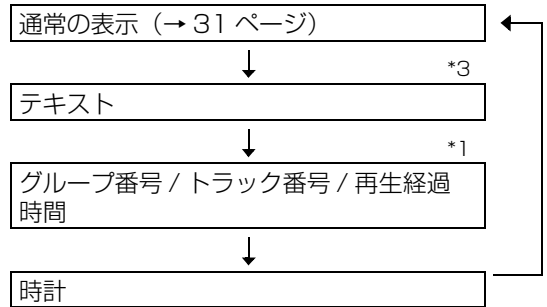 通常の表示（→ 31 ページ）
*3
テキスト
*1
グループ番号 / トラック番号 / 再生経過
時間
時計